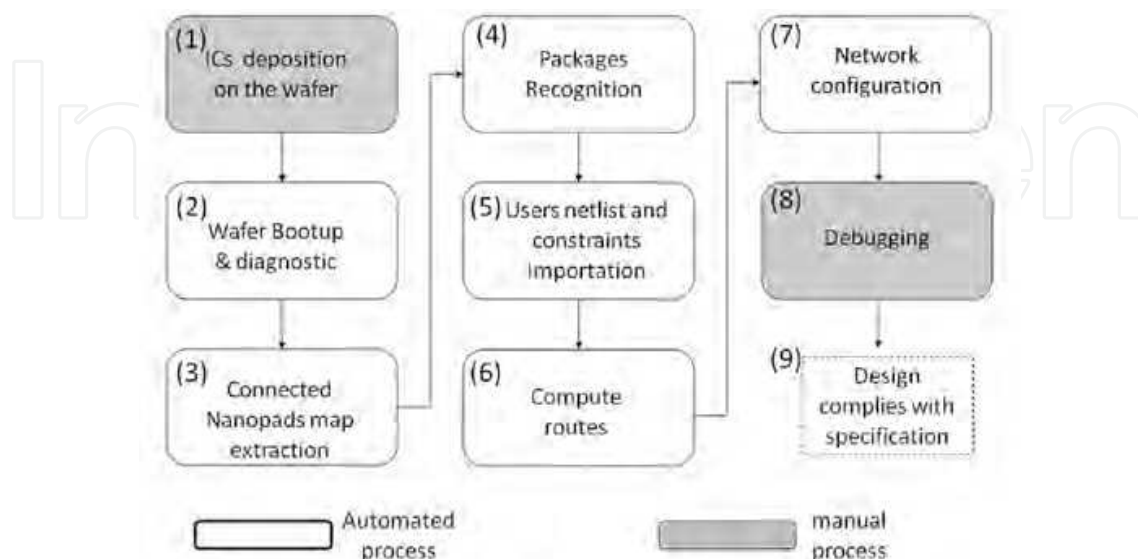 (1)
ICs deposition
on the wafer
(2)
Wafer Bootup
& diagnostic
(3)
Connected
Nanopads map
extraction
(4)
Packages
Recognition
(5)
Users netlist and
constraints
Importation
(6)
Compute
routes
(7)
Network
configuration
(8)
Debugging
(9)
Design
complies with
specification
Automated
process
manual
process